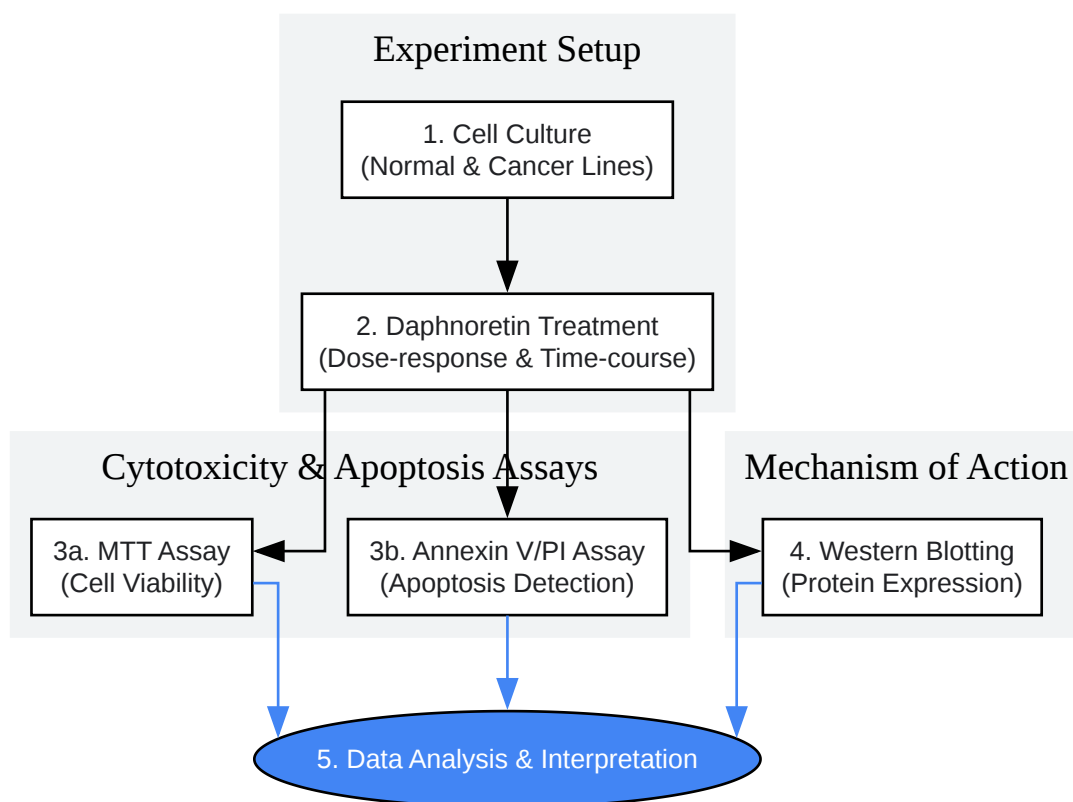 Experiment Setup
1. Cell Culture
(Normal & Cancer Lines)
2. Daphnoretin Treatment
(Dose-response & Time-course)
Cytotoxicity & Apoptosis Assays
3a. MTT Assay
(Cell Viability)
3b. Annexin V/PI Assay
(Apoptosis Detection)
Mechanism of Action
4. Western Blotting
(Protein Expression)
5. Data Analysis & Interpretation